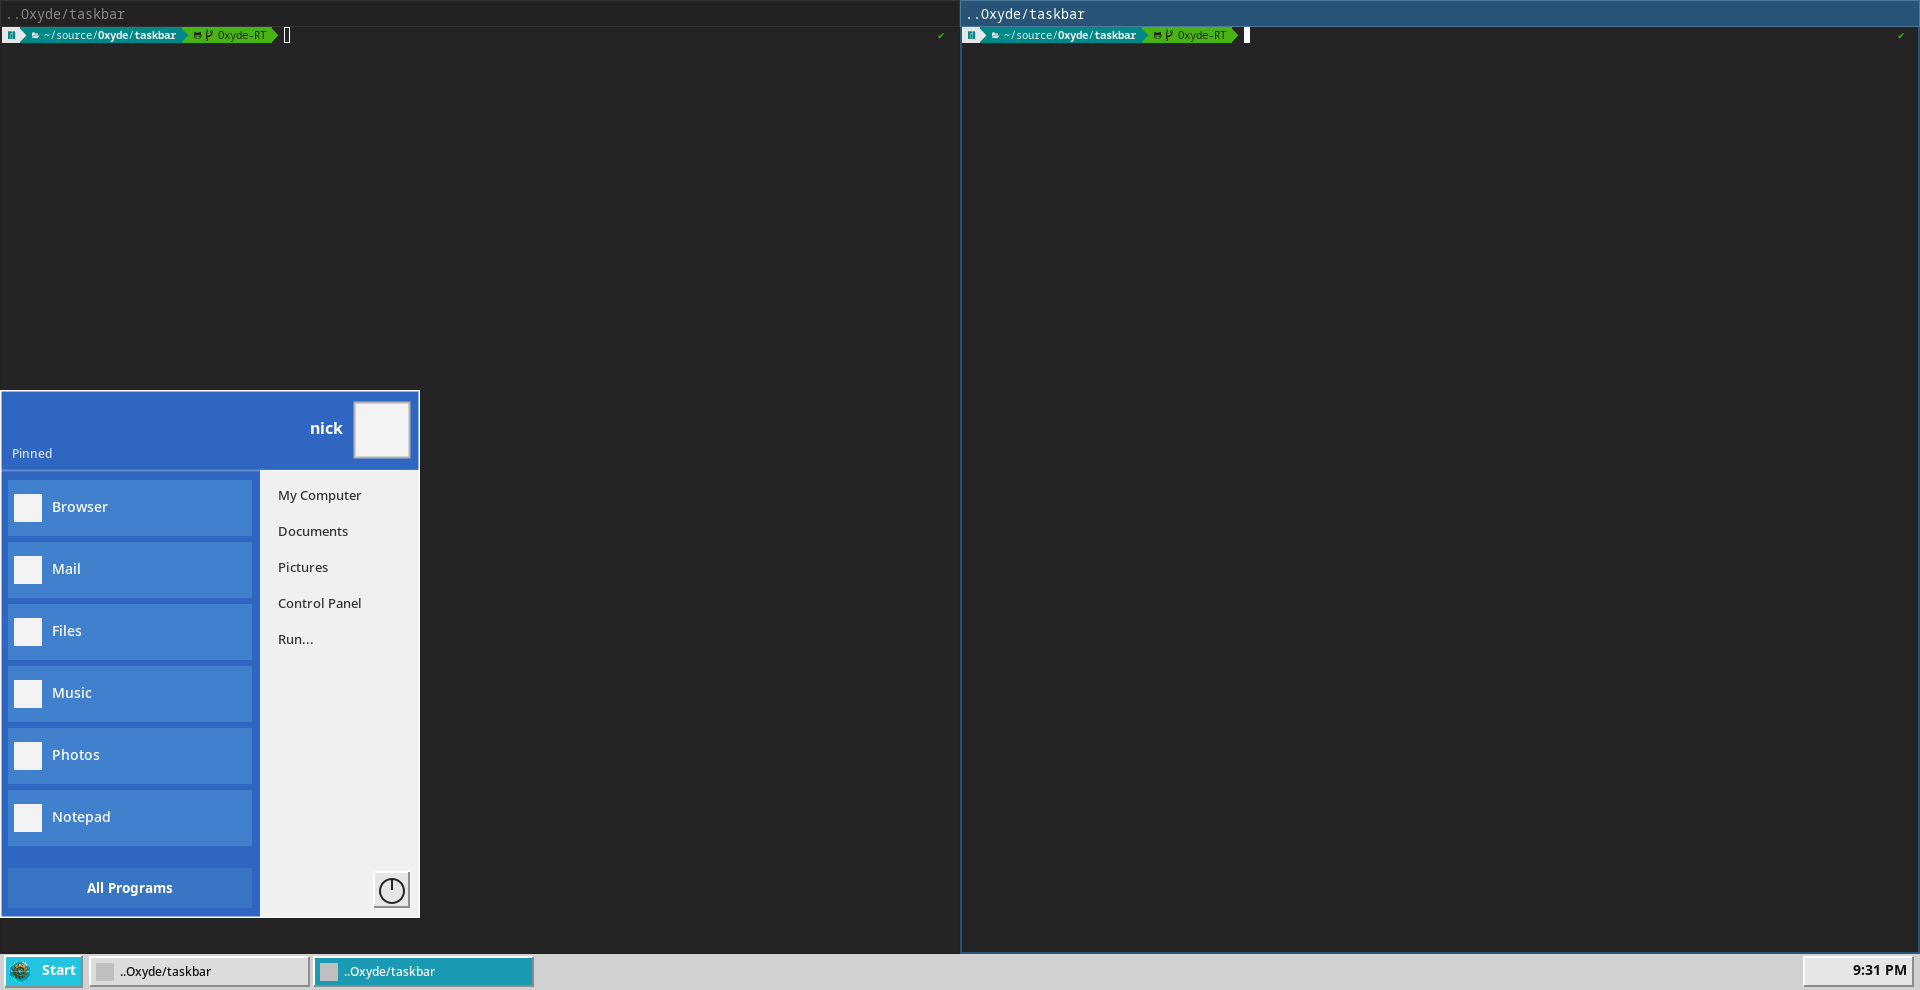 ..Oxyde/taskbar
..Oxyde/taskbar
~/source/Oxyde/taskbar Oxyde-RT ✔
~/source/Oxyde/taskbar Oxyde-RT ✔
nick
Pinned
Browser
Mail
Files
Music
Photos
Notepad
All Programs
My Computer
Documents
Pictures
Control Panel
Run...
Start
..Oxyde/taskbar
..Oxyde/taskbar
9:31 PM